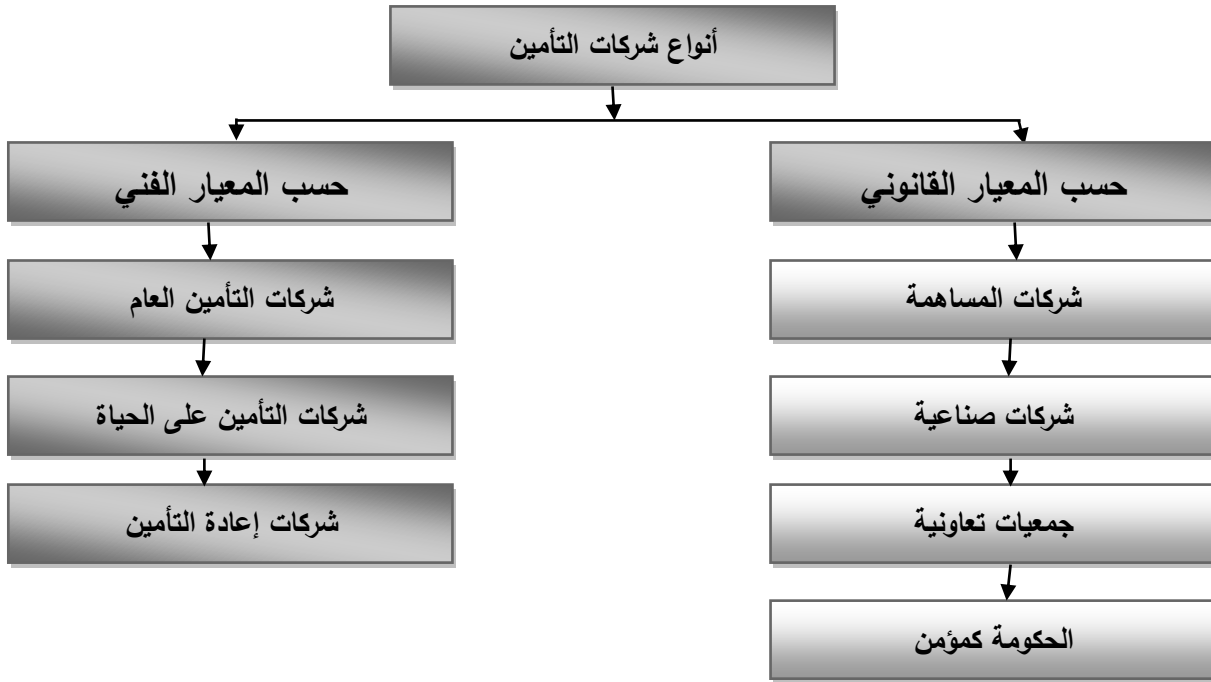 أنواع شركات التأمين
حسب المعيار القانوني
حسب المعيار الفني
شركات المساهمة
شركات التأمين العام
شركات صناعية
شركات التأمين على الحياة
جمعيات تعاونية
شركات إعادة التأمين
الحكومة كمؤمن